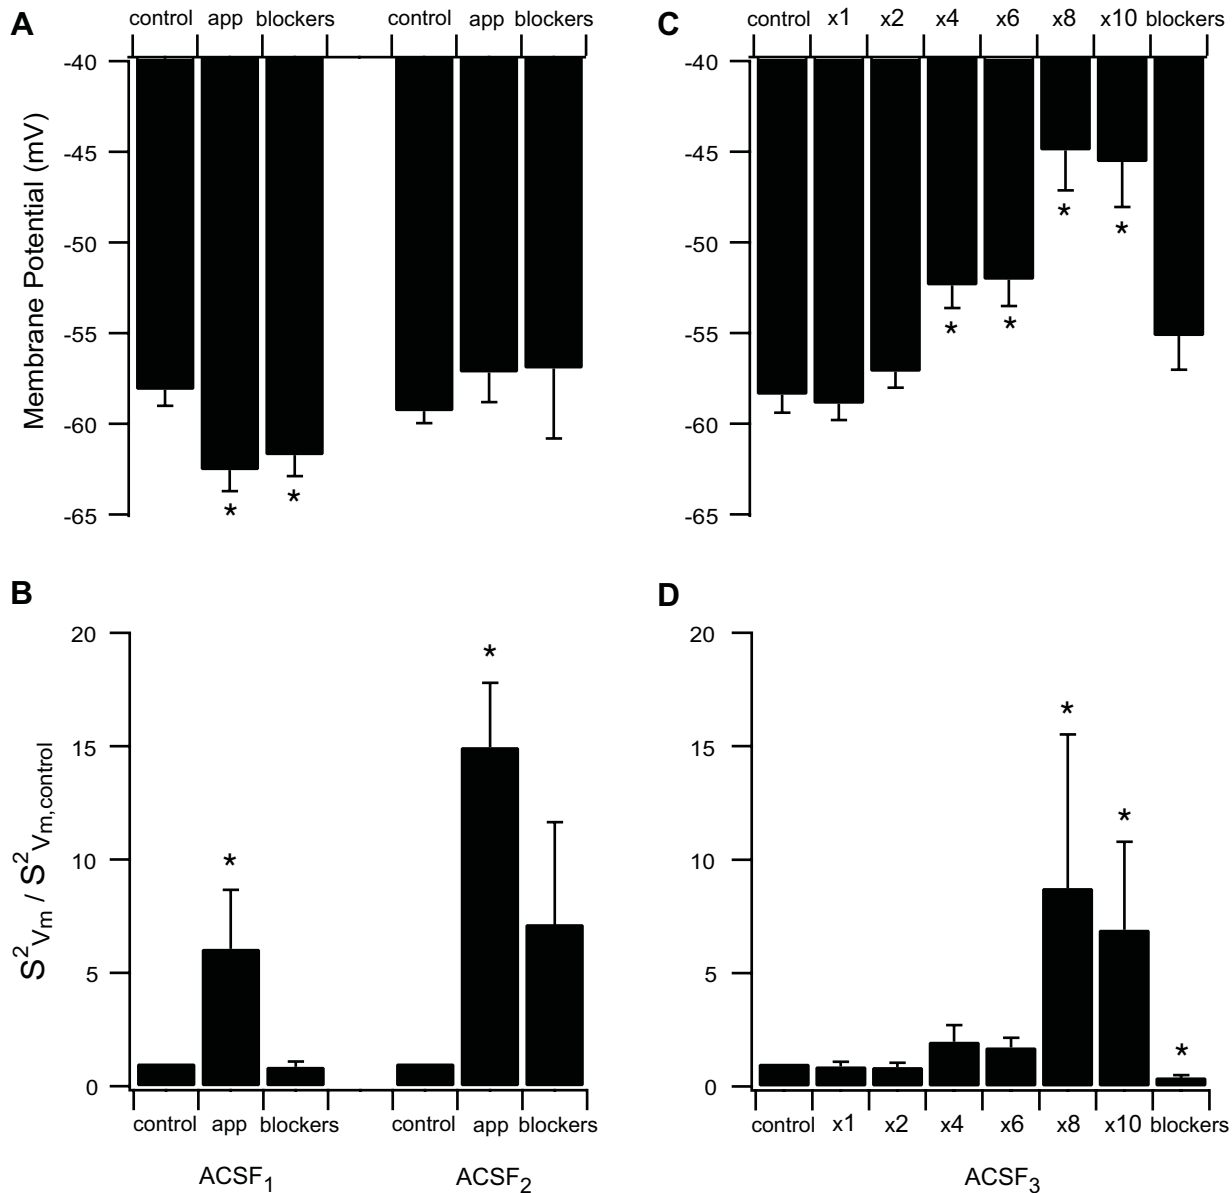 A
control app blockers control app blockers
-40
-45
-50
-55
-60
-65
Membrane Potential (mV)
*
*
C
control x1 x2 x4 x6 x8 x10 blockers
-40
-45
-50
-55
-60
-65
*
*
*
*
B
20
15
10
5
0
S²Vm / S²Vm,control
*
*
control app blockers control app blockers
ACSF₁ ACSF₂
D
20
15
10
5
0
*
*
*
control x1 x2 x4 x6 x8 x10 blockers
ACSF₃